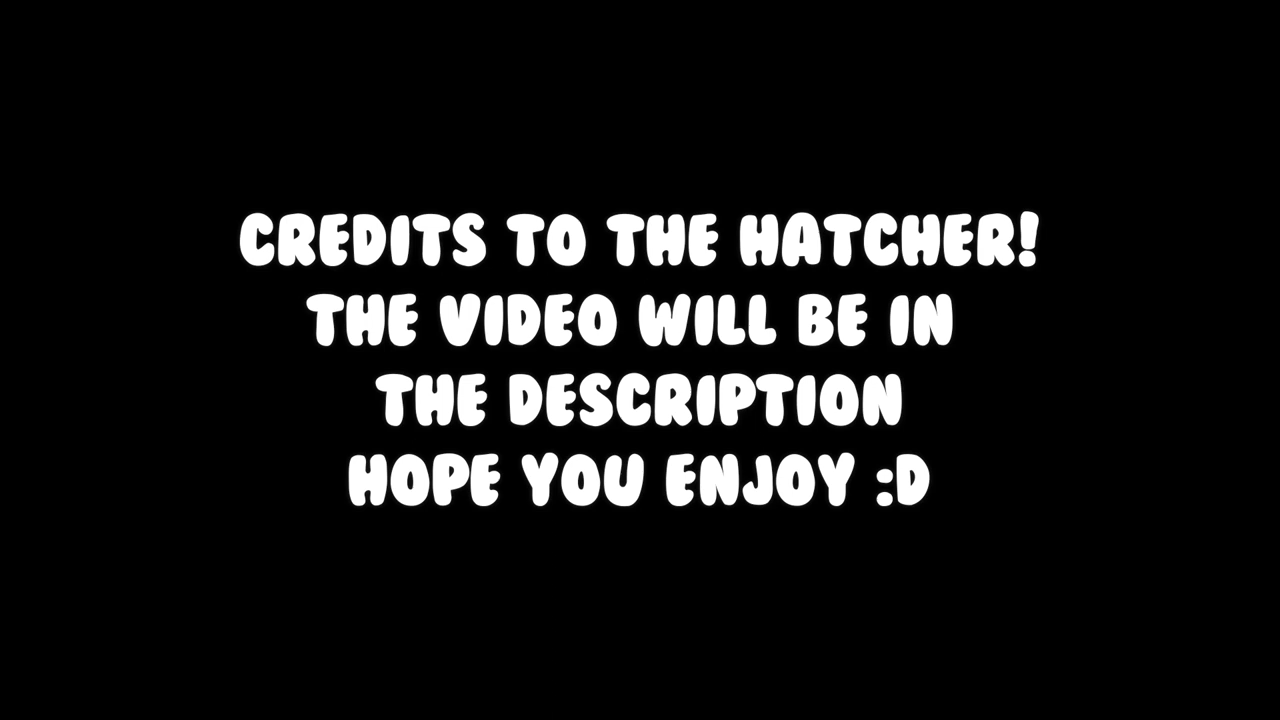 CREDITS TO THE HATCHER!
THE VIDEO WILL BE IN
THE DESCRIPTION
HOPE YOU ENJOY :D